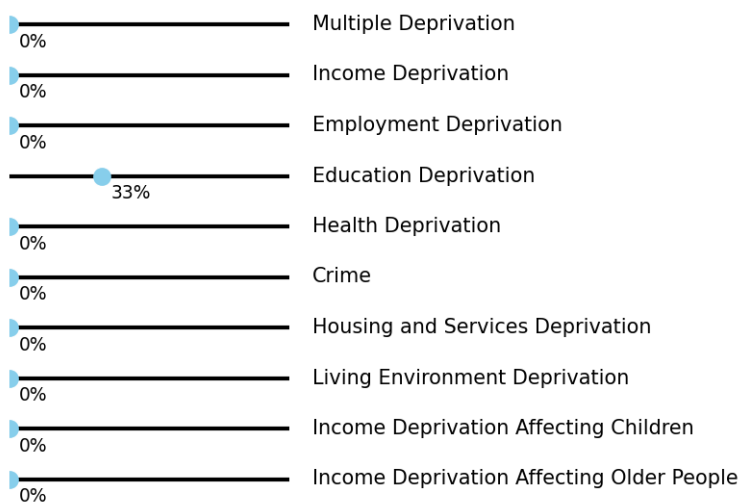 Multiple Deprivation
0%
Income Deprivation
0%
Employment Deprivation
0%
Education Deprivation
33%
Health Deprivation
0%
Crime
0%
Housing and Services Deprivation
0%
Living Environment Deprivation
0%
Income Deprivation Affecting Children
0%
Income Deprivation Affecting Older People
0%